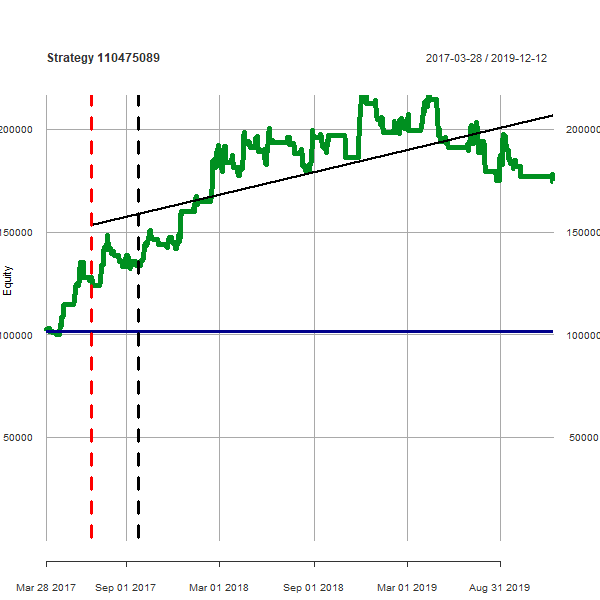 Strategy 110475089 2017-03-28 / 2019-12-12
200000 200000
150000 150000
Equity
100000 100000
50000 50000
Mar 28 2017 Sep 01 2017 Mar 01 2018 Sep 01 2018 Mar 01 2019 Aug 31 2019